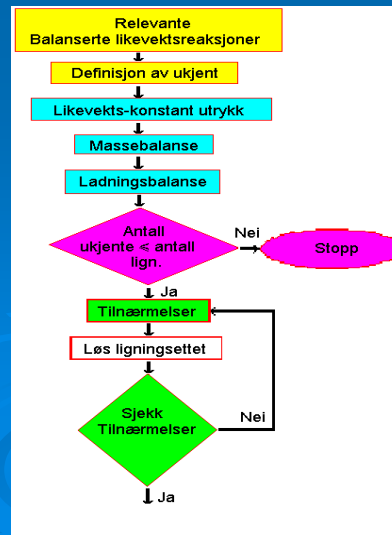 Relevante
Balanserte likevektsreaksjoner
Definisjon av ukjent
Likevekts-konstant utrykk
Massebalanse
Ladningsbalanse
Antall
ukjente < antall
lign.
Nei
Stopp
Ja
Tilnærmelser
Løs ligningsettet
Sjekk
Tilnærmelser
Nei
Ja